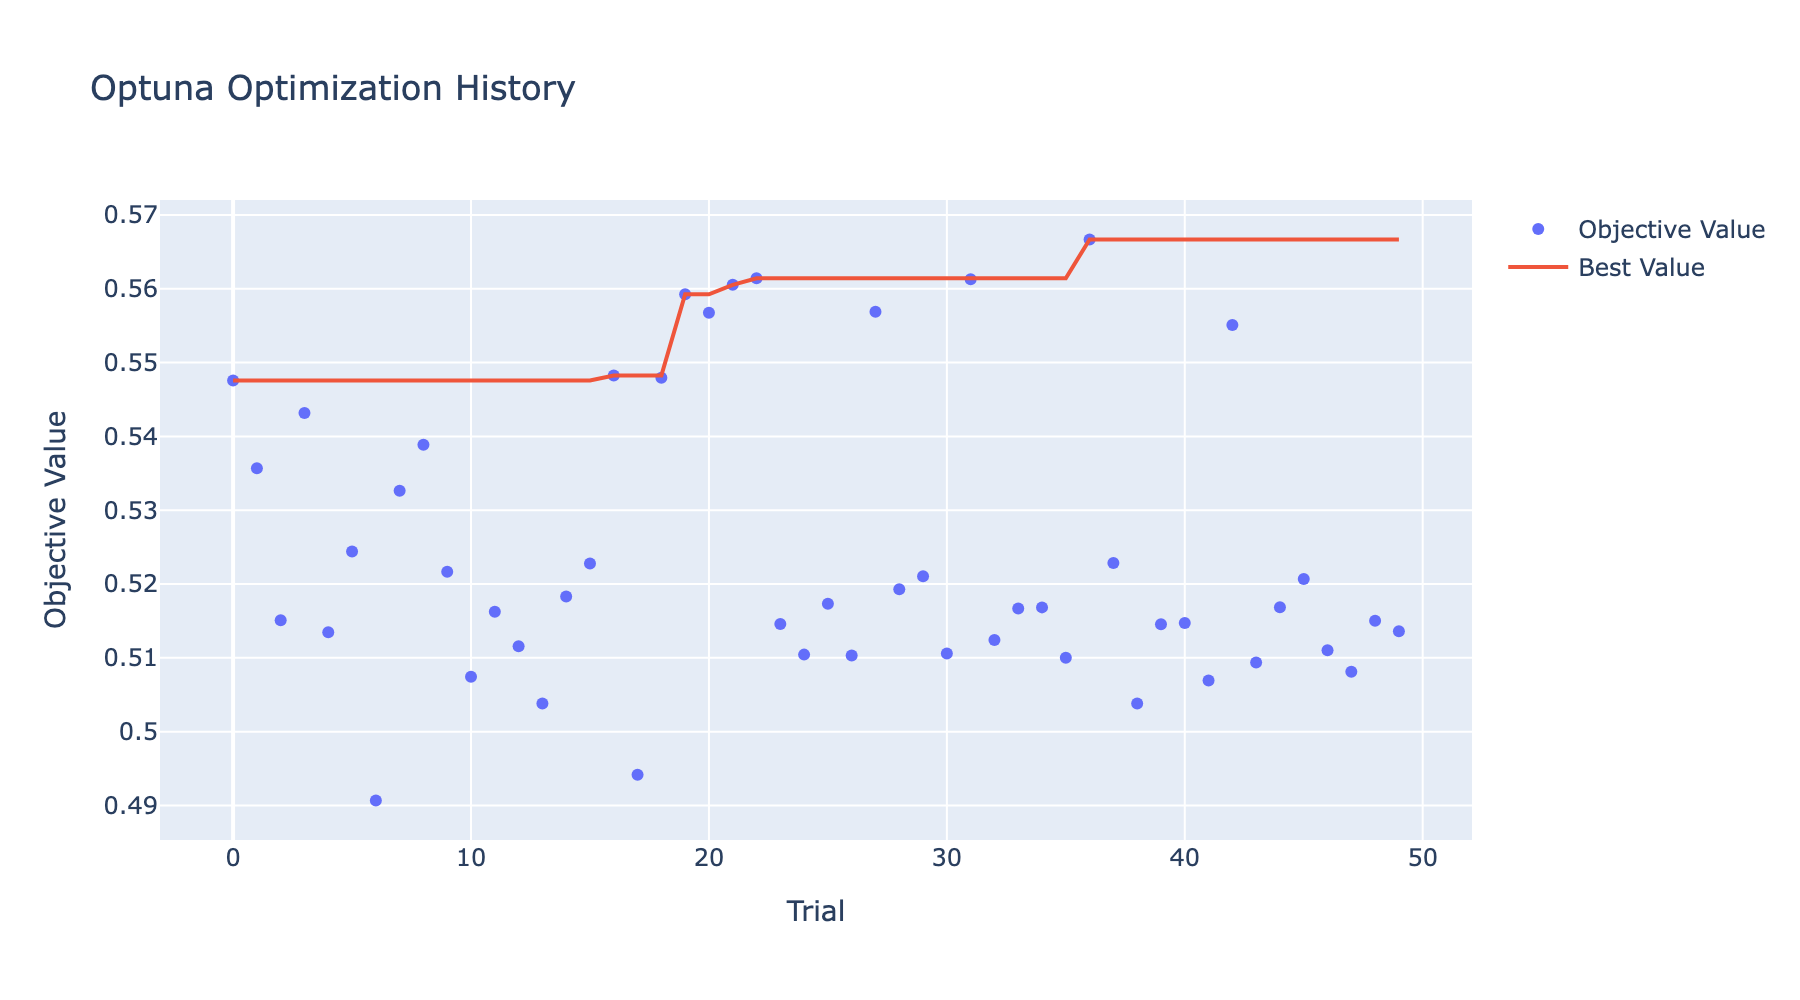 Optuna Optimization History
Objective Value
Best Value
0.57
0.56
0.55
0.54
0.53
0.52
0.51
0.5
0.49
Objective Value
0 10 20 30 40 50
Trial